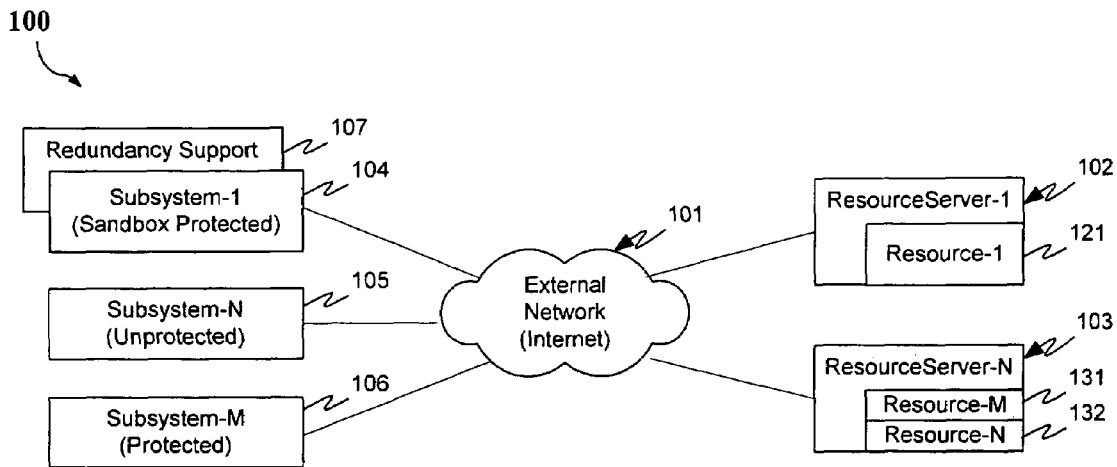 100
Redundancy Support
107
Subsystem-1
(Sandbox Protected)
104
Subsystem-N
(Unprotected)
105
Subsystem-M
(Protected)
106
External
Network
(Internet)
101
ResourceServer-1
102
Resource-1
121
ResourceServer-N
103
Resource-M
131
Resource-N
132